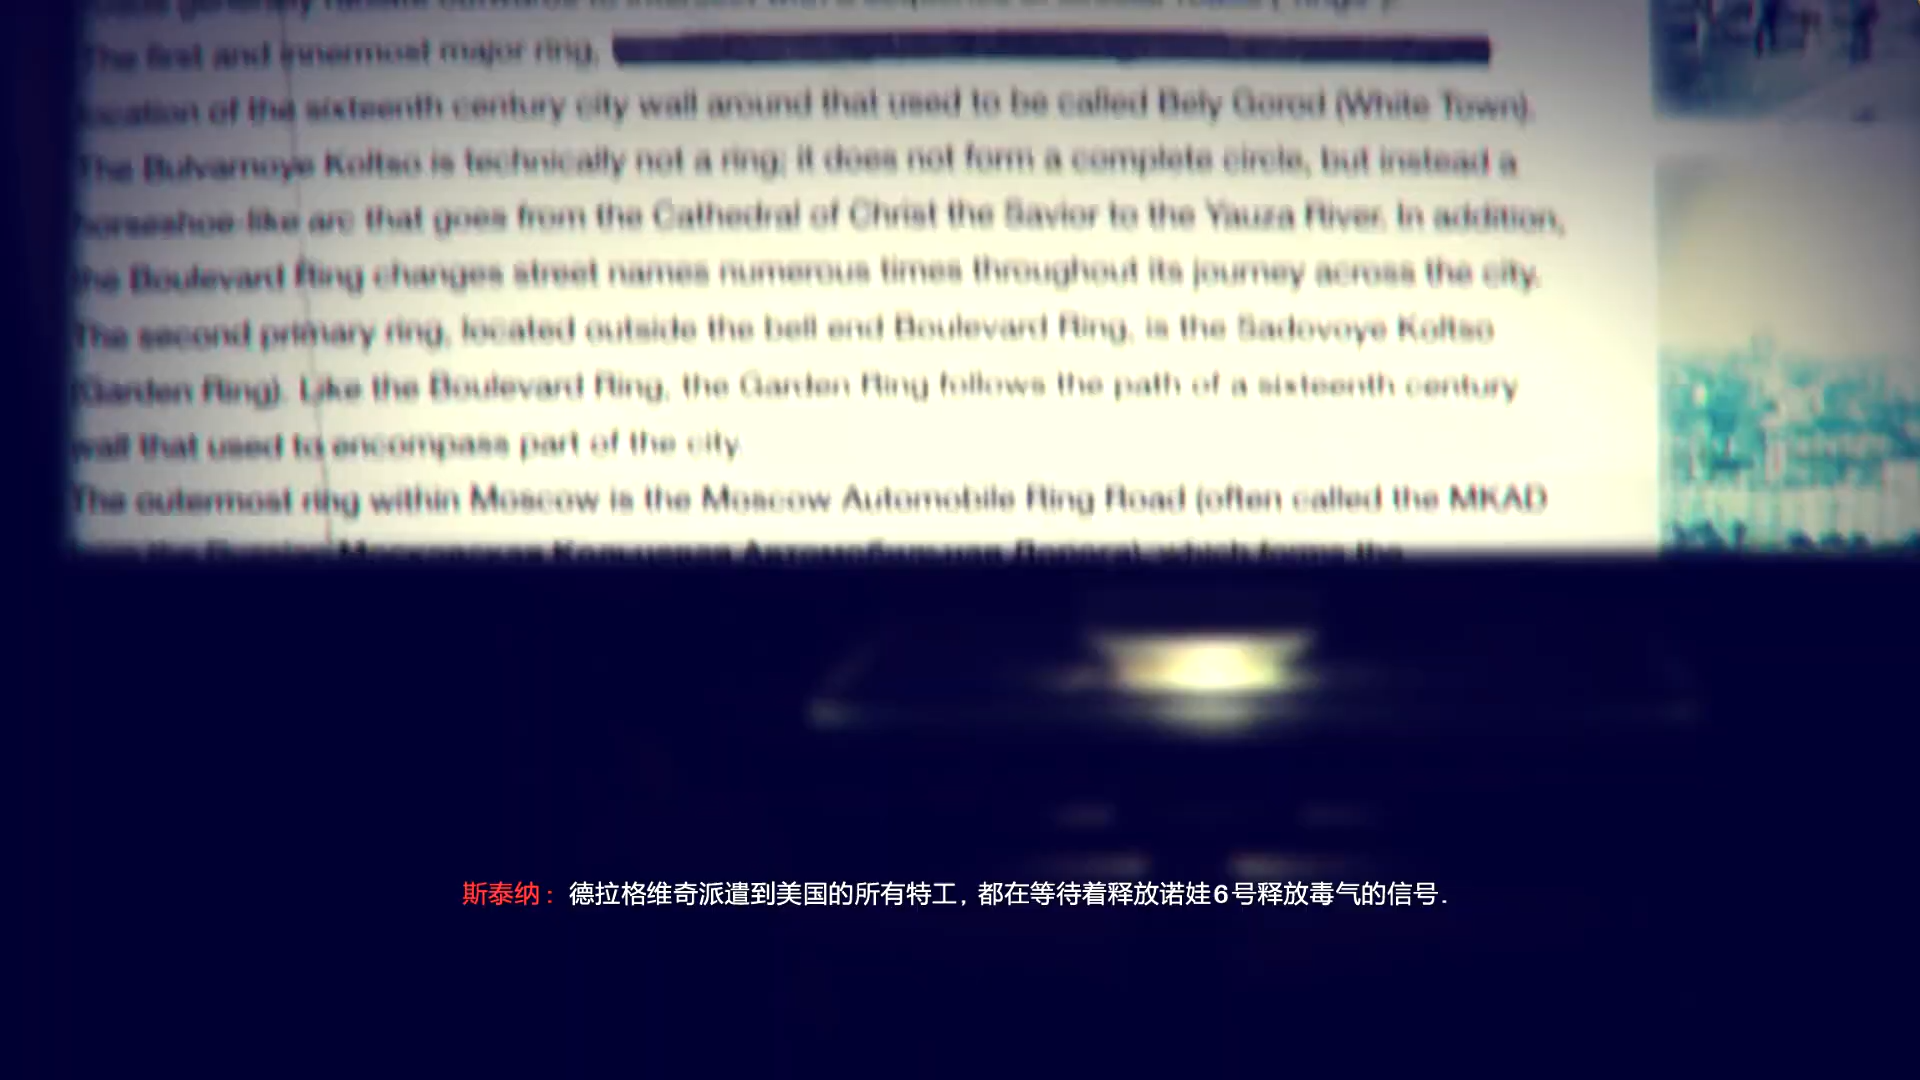 The first and innermost major ring,
location of the sixteenth century city wall around that used to be called Bely Gorod (White Town).
The Bulvarnoye Koltso is technically not a ring; it does not form a complete circle, but instead a
horseshoe-like arc that goes from the Cathedral of Christ the Savior to the Yauza River. In addition,
the Boulevard Ring changes street names numerous times throughout its journey across the city.
The second primary ring, located outside the bell end Boulevard Ring, is the Sadovoye Koltso
(Garden Ring). Like the Boulevard Ring, the Garden Ring follows the path of a sixteenth century
wall that used to encompass part of the city.
The outermost ring within Moscow is the Moscow Automobile Ring Road (often called the MKAD
which forms the
斯泰纳： 德拉格维奇派遣到美国的所有特工, 都在等待着释放诺娃6号释放毒气的信号.